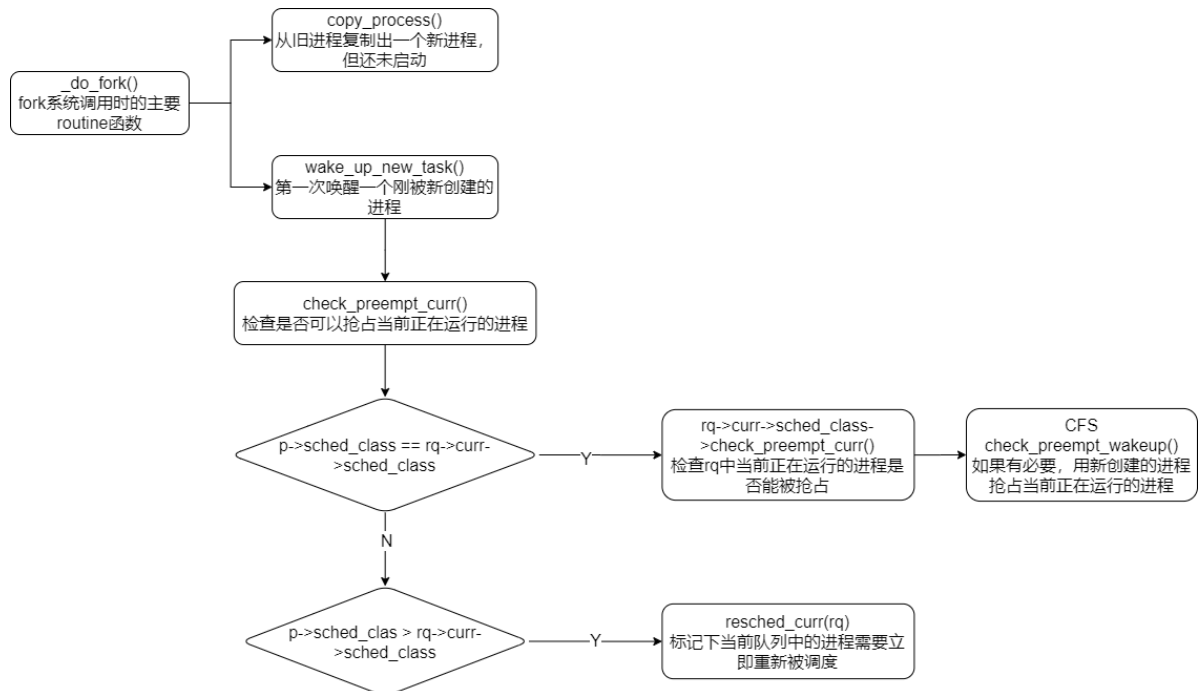 copy_process()
从旧进程复制出一个新进程，
但还未启动
_do_fork()
fork系统调用时的主要
routine函数
wake_up_new_task()
第一次唤醒一个刚被新创建的
进程
check_preempt_curr()
检查是否可以抢占当前正在运行的进程
p->sched_class == rq->curr-
>sched_class
Y
rq->curr->sched_class-
>check_preempt_curr()
检查rq中当前正在运行的进程是
否能被抢占
CFS
check_preempt_wakeup()
如果有必要，用新创建的进程
抢占当前正在运行的进程
N
p->sched_clas > rq->curr-
>sched_class
Y
resched_curr(rq)
标记下当前队列中的进程需要立
即重新被调度